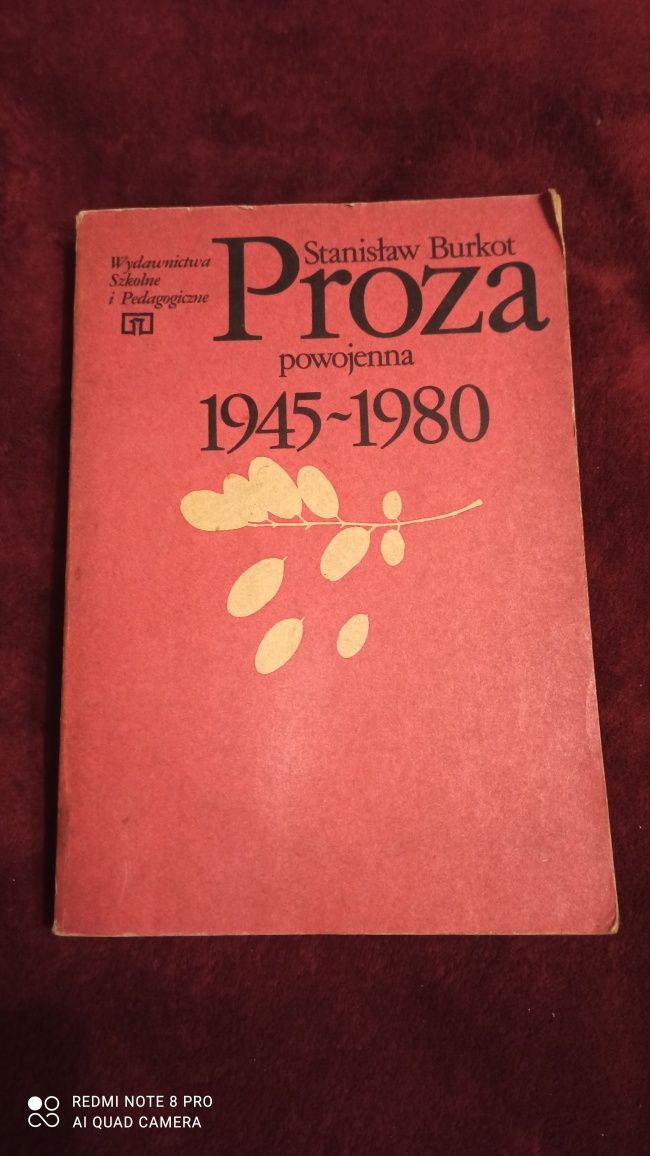 Wydawnictwa
Szkolne
i Pedagogiczne
Stanisław Burkot
Proza
powojenna
1945~1980
REDMI NOTE 8 PRO
AI QUAD CAMERA